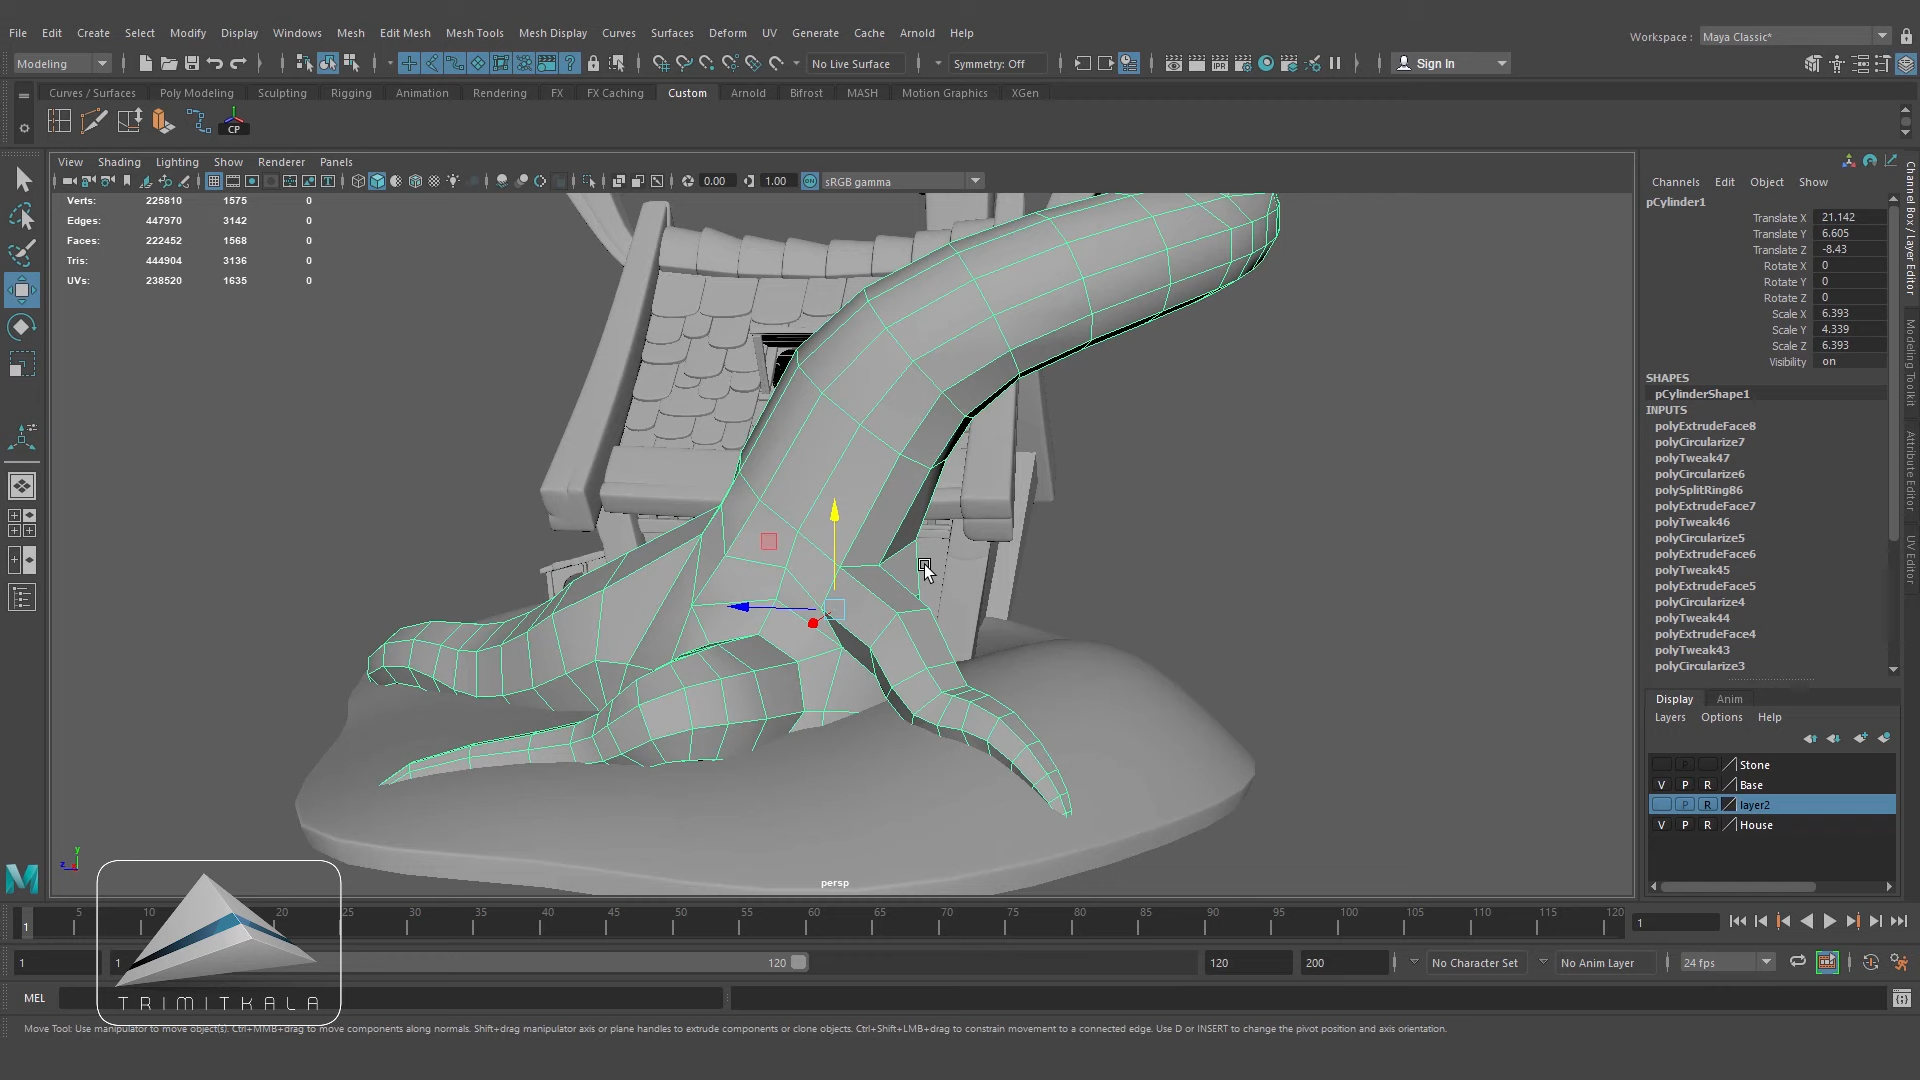 File Edit Create Select Modify Display Windows Mesh Edit Mesh Mesh Tools Mesh Display Curves Surfaces Deform UV Generate Cache Arnold Help
Workspace : Maya Classic*
Modeling No Live Surface Symmetry: Off Sign In
Curves / Surfaces Poly Modeling Sculpting Rigging Animation Rendering FX FX Caching Custom Arnold Bifrost MASH Motion Graphics XGen
CP
View Shading Lighting Show Renderer Panels
0.00 1.00 sRGB gamma
Verts: 225810 1575 0
Edges: 447970 3142 0
Faces: 222452 1568 0
Tris: 444904 3136 0
UVs: 238520 1635 0
persp
Channels Edit Object Show
pCylinder1
Translate X 21.142
Translate Y 6.605
Translate Z -8.43
Rotate X 0
Rotate Y 0
Rotate Z 0
Scale X 6.393
Scale Y 4.339
Scale Z 6.393
Visibility on
SHAPES
pCylinderShape1
INPUTS
polyExtrudeFace8
polyCircularize7
polyTweak47
polyCircularize6
polySplitRing86
polyExtrudeFace7
polyTweak46
polyCircularize5
polyExtrudeFace6
polyTweak45
polyExtrudeFace5
polyCircularize4
polyTweak44
polyExtrudeFace4
polyTweak43
polyCircularize3
Channel Box / Layer Editor
Modeling Toolkit
Attribute Editor
UV Editor
Display Anim
Layers Options Help
P Stone
V P R Base
P R layer2
V P R House
5 10 20 25 30 35 40 45 50 55 60 65 70 75 80 85 90 95 100 105 110 115 120
1 1
1 1 120 120 200 No Character Set No Anim Layer 24 fps
MEL
TRIMITKALA
Move Tool: Use manipulator to move object(s). Ctrl+MMB+drag to move components along normals. Shift+drag manipulator axis or plane handles to extrude components or clone objects. Ctrl+Shift+LMB+drag to constrain movement to a connected edge. Use D or INSERT to change the pivot position and axis orientation.